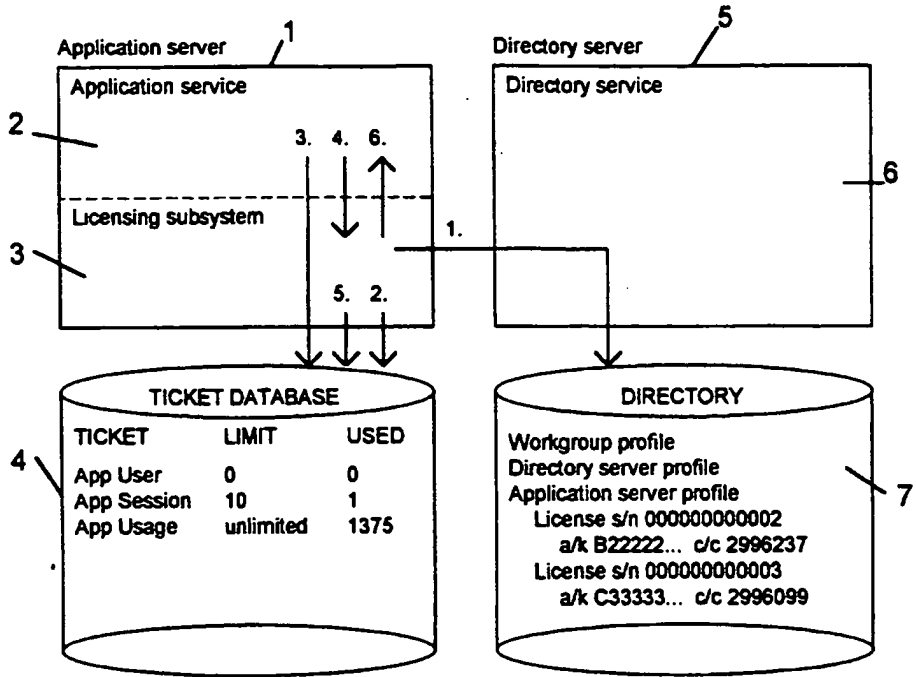 1
Application server
Application service
2
3. 4. 6.
Licensing subsystem
3
1.
5. 2.
TICKET DATABASE
TICKET LIMIT USED
4
App User 0 0
App Session 10 1
App Usage unlimited 1375
5
Directory server
Directory service
6
DIRECTORY
Workgroup profile
Directory server profile
Application server profile
7
License s/n 000000000002
a/k B22222... c/c 2996237
License s/n 000000000003
a/k C33333... c/c 2996099